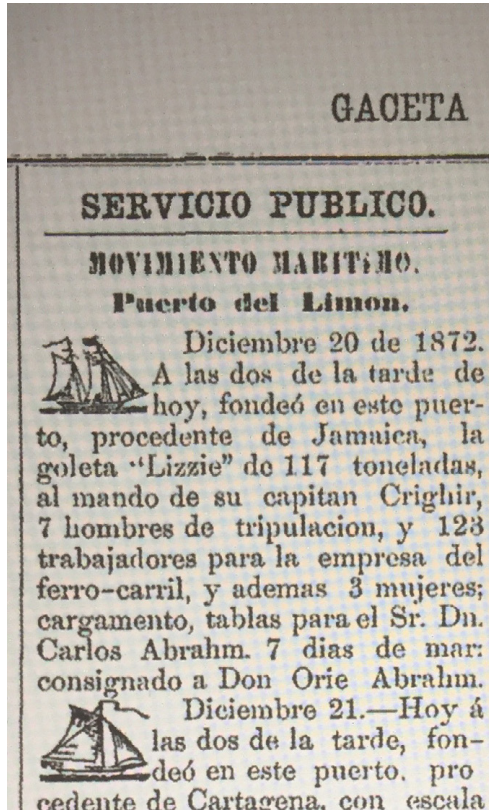 GACETA
SERVICIO PUBLICO.
MOVIMIENTO MARITIMO.
Puerto del Limon.
Diciembre 20 de 1872.
A las dos de la tarde de
hoy, fondeó en este puer-
to, procedente de Jamaica, la
goleta "Lizzie" de 117 toneladas,
al mando de su capitan Crighir,
7 hombres de tripulacion, y 123
trabajadores para la empresa del
ferro-carril, y ademas 3 mujeres;
cargamento, tablas para el Sr. Dn.
Carlos Abrahm. 7 dias de mar:
consignado a Don Orie Abrahm.
Diciembre 21.—Hoy á
las dos de la tarde, fon-
deó en este puerto, pro
cedente de Cartagena, con escala